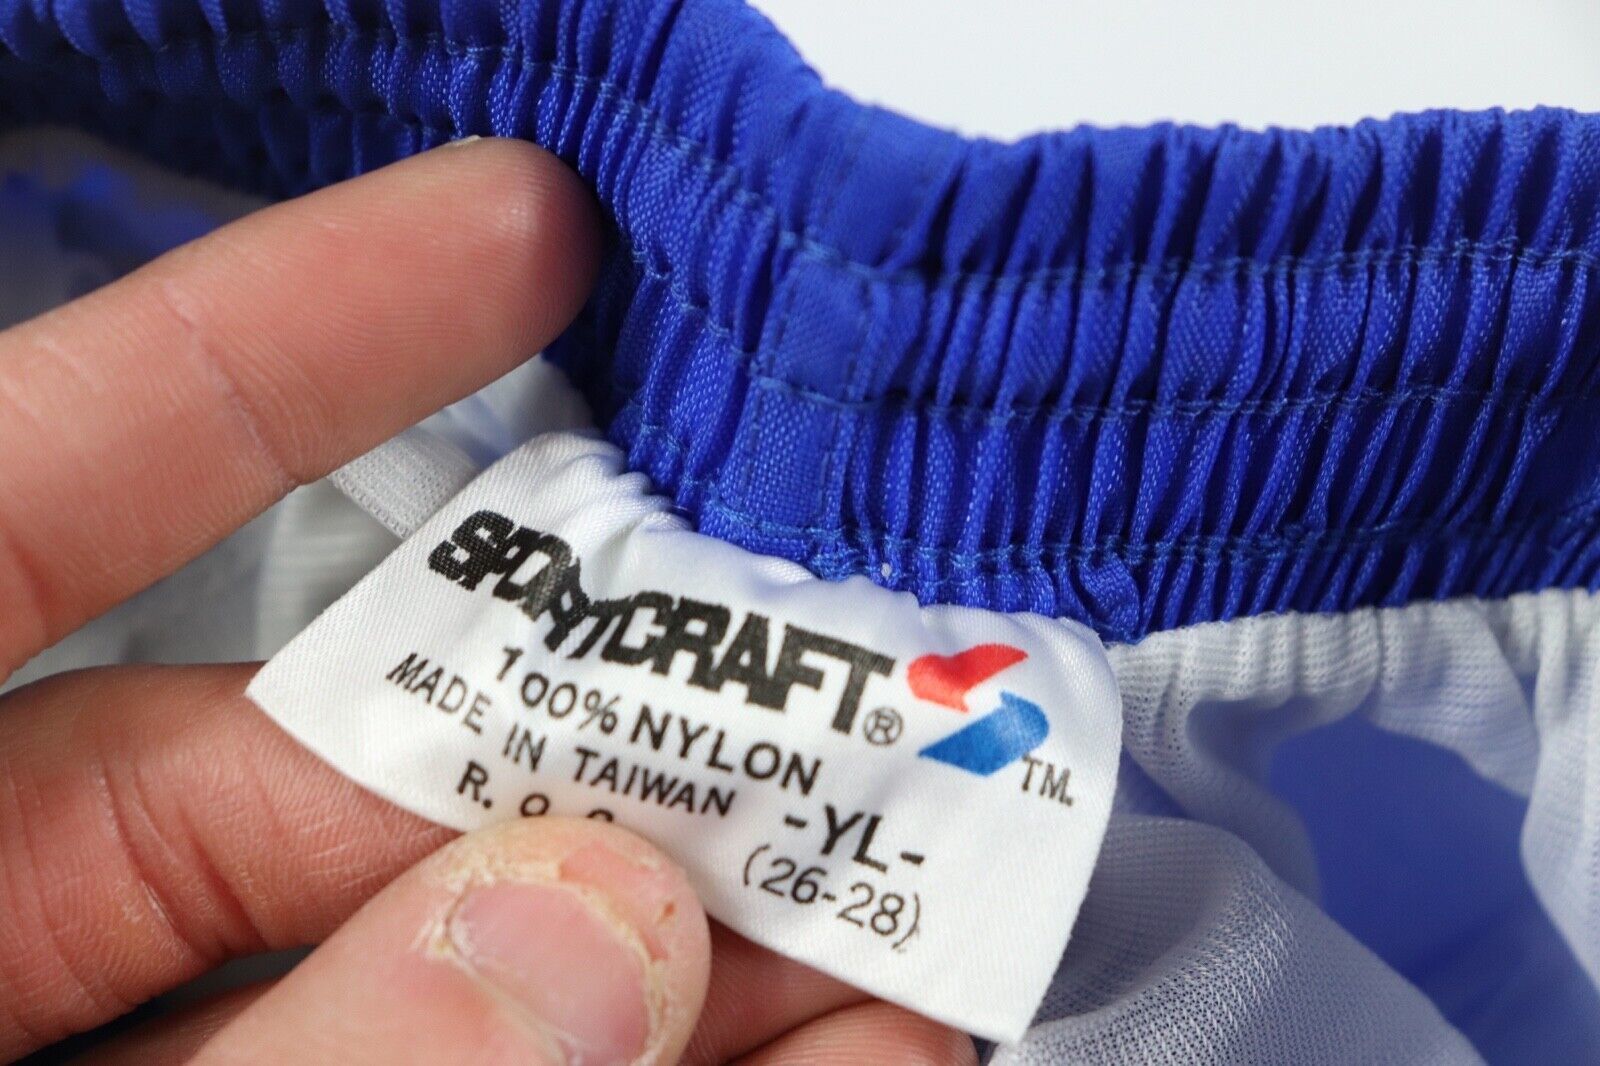 SPORTCRAFT® TM.
100% NYLON
MADE IN TAIWAN
R. O. C.
-YL-
(26-28)